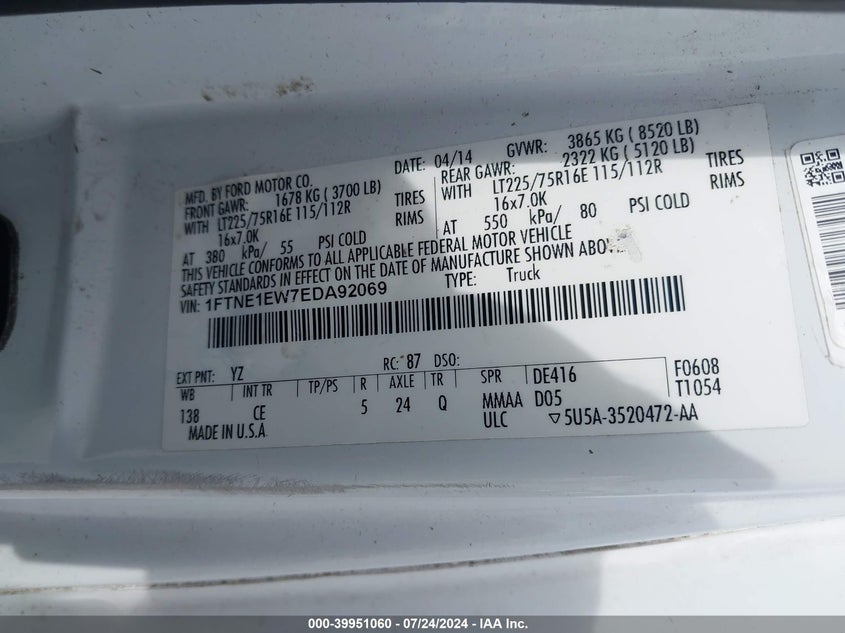 MFD. BY FORD MOTOR CO.
DATE: 04/14 GVWR: 3865 KG ( 8520 LB)
FRONT GAWR: 1678 KG ( 3700 LB)
REAR GAWR: 2322 KG ( 5120 LB)
WITH LT225/75R16E 115/112R TIRES
WITH LT225/75R16E 115/112R TIRES
16x7.0K RIMS
16x7.0K RIMS
AT 380 kPa/ 55 PSI COLD
AT 550 kPa/ 80 PSI COLD
THIS VEHICLE CONFORMS TO ALL APPLICABLE FEDERAL MOTOR VEHICLE
SAFETY STANDARDS IN EFFECT ON THE DATE OF MANUFACTURE SHOWN
VIN: 1FTNE1EW7EDA92069 TYPE: Truck
EXT PNT: YZ RC: 87 DSO:
WB INT TR TP/PS R AXLE TR SPR DE416 F0608
138 CE 5 24 Q MMAA D05 T1054
MADE IN U.S.A. ULC ▽5U5A-3520472-AA
000-39951060 - 07/24/2024 - IAA Inc.